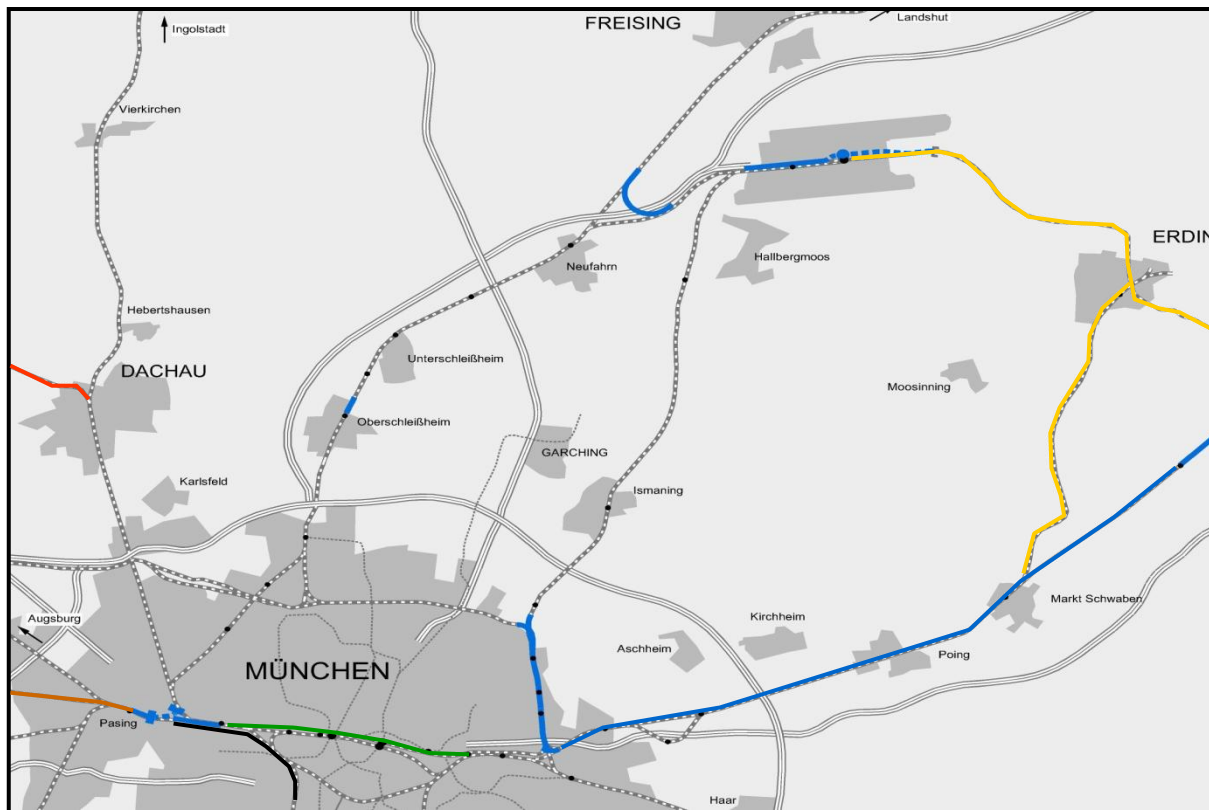 FREISING
Landshut
Ingolstadt
Vierkirchen
Hallbergmoos
ERDIN
Neufahrn
Hebertshausen
DACHAU
Unterschleißheim
Moosinning
Oberschleißheim
GARCHING
Karlsfeld
Ismaning
Markt Schwaben
Augsburg
Kirchheim
Aschheim
Poing
MÜNCHEN
Pasing
Haar